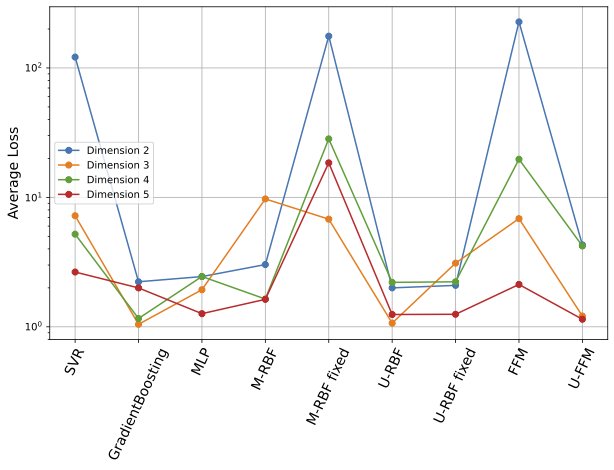 Average Loss
10²
10¹
10⁰
Dimension 2
Dimension 3
Dimension 4
Dimension 5
SVR
GradientBoosting
MLP
M-RBF
M-RBF fixed
U-RBF
U-RBF fixed
FFM
U-FFM